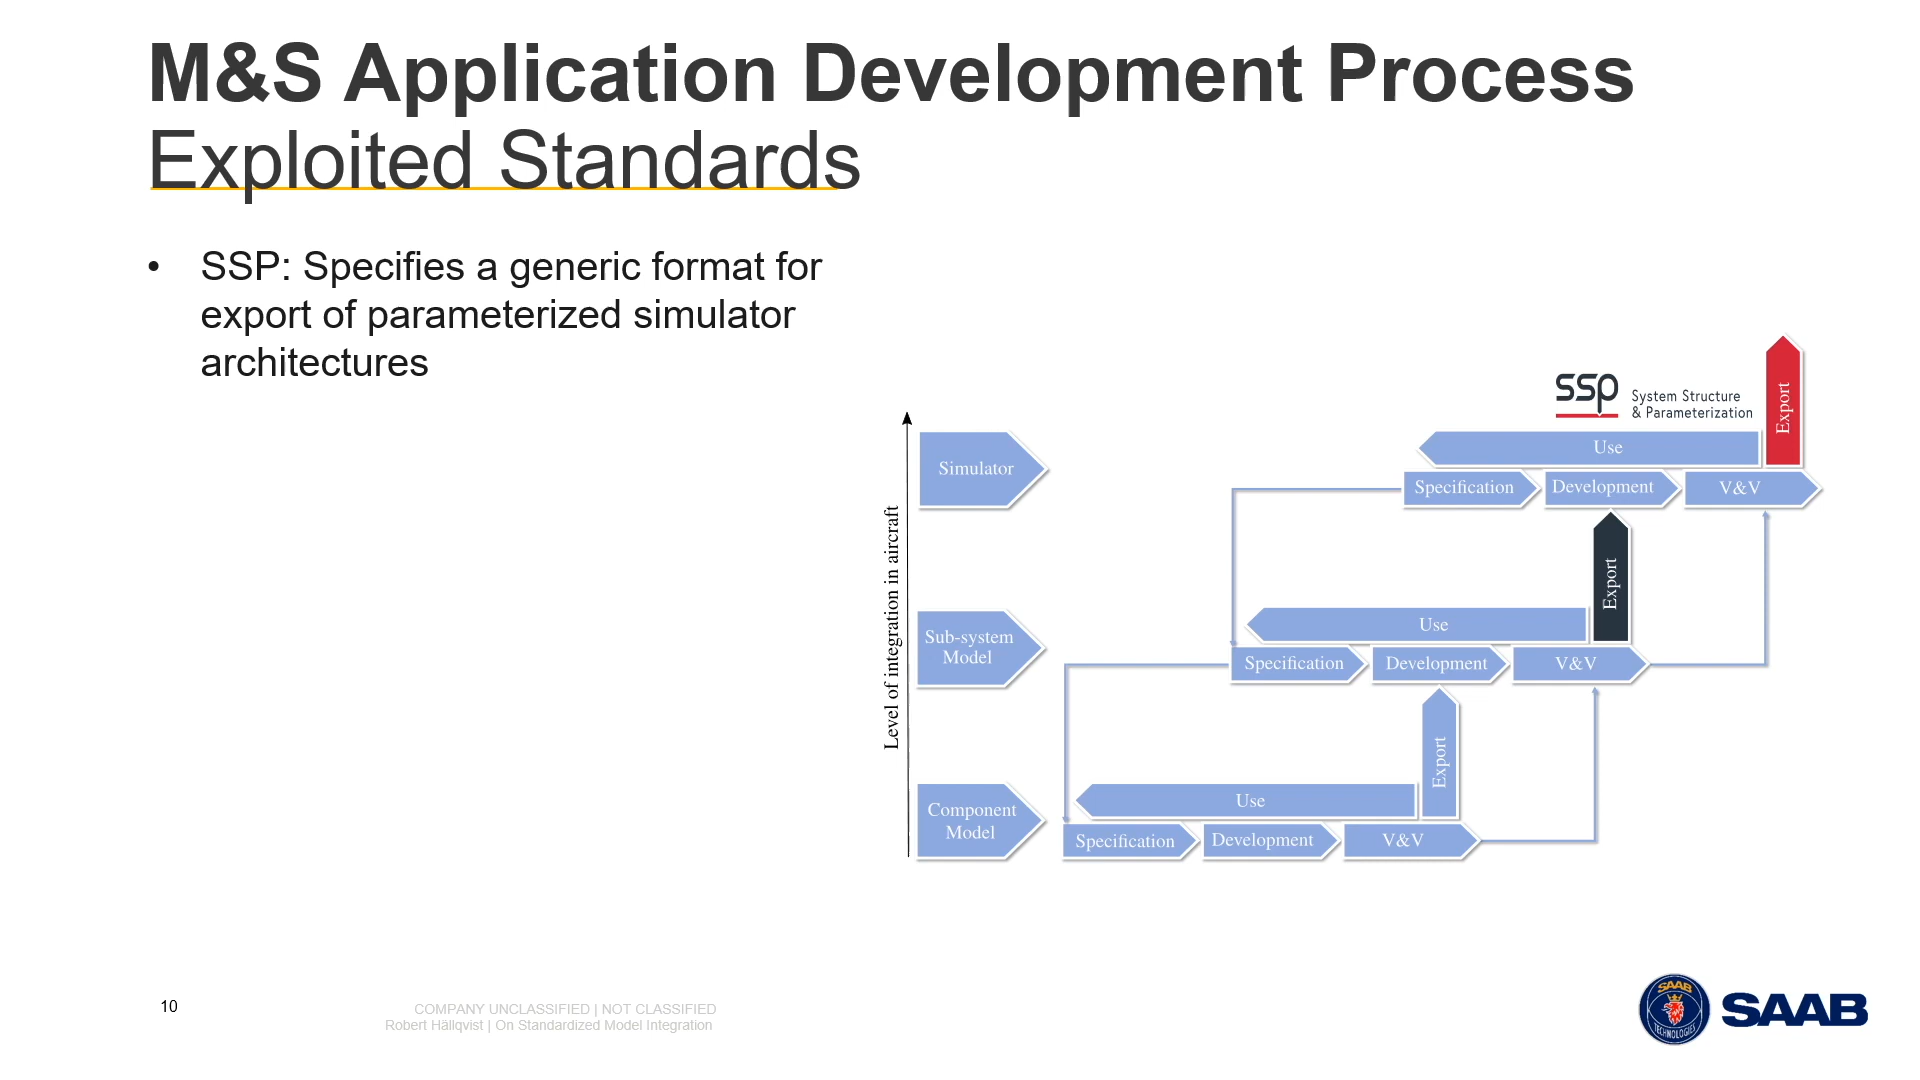 M&S Application Development Process
Exploited Standards
• SSP: Specifies a generic format for
export of parameterized simulator
architectures
Level of integration in aircraft
Simulator
ssp
System Structure
& Parameterization
Export
Use
Specification
Development
V&V
Sub-system
Model
Export
Use
Specification
Development
V&V
Component
Model
Export
Use
Specification
Development
V&V
10
COMPANY UNCLASSIFIED | NOT CLASSIFIED
Robert Hällqvist | On Standardized Model Integration
SAAB
TECHNOLOGIES
SAAB